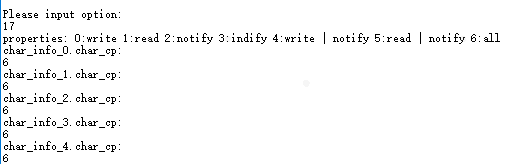 Please input option:
17
properties: 0:write 1:read 2:notify 3:indify 4:write | notify 5:read | notify 6:all
char_info_0.char_cp:
6
char_info_1.char_cp:
6
char_info_2.char_cp:
6
char_info_3.char_cp:
6
char_info_4.char_cp:
6